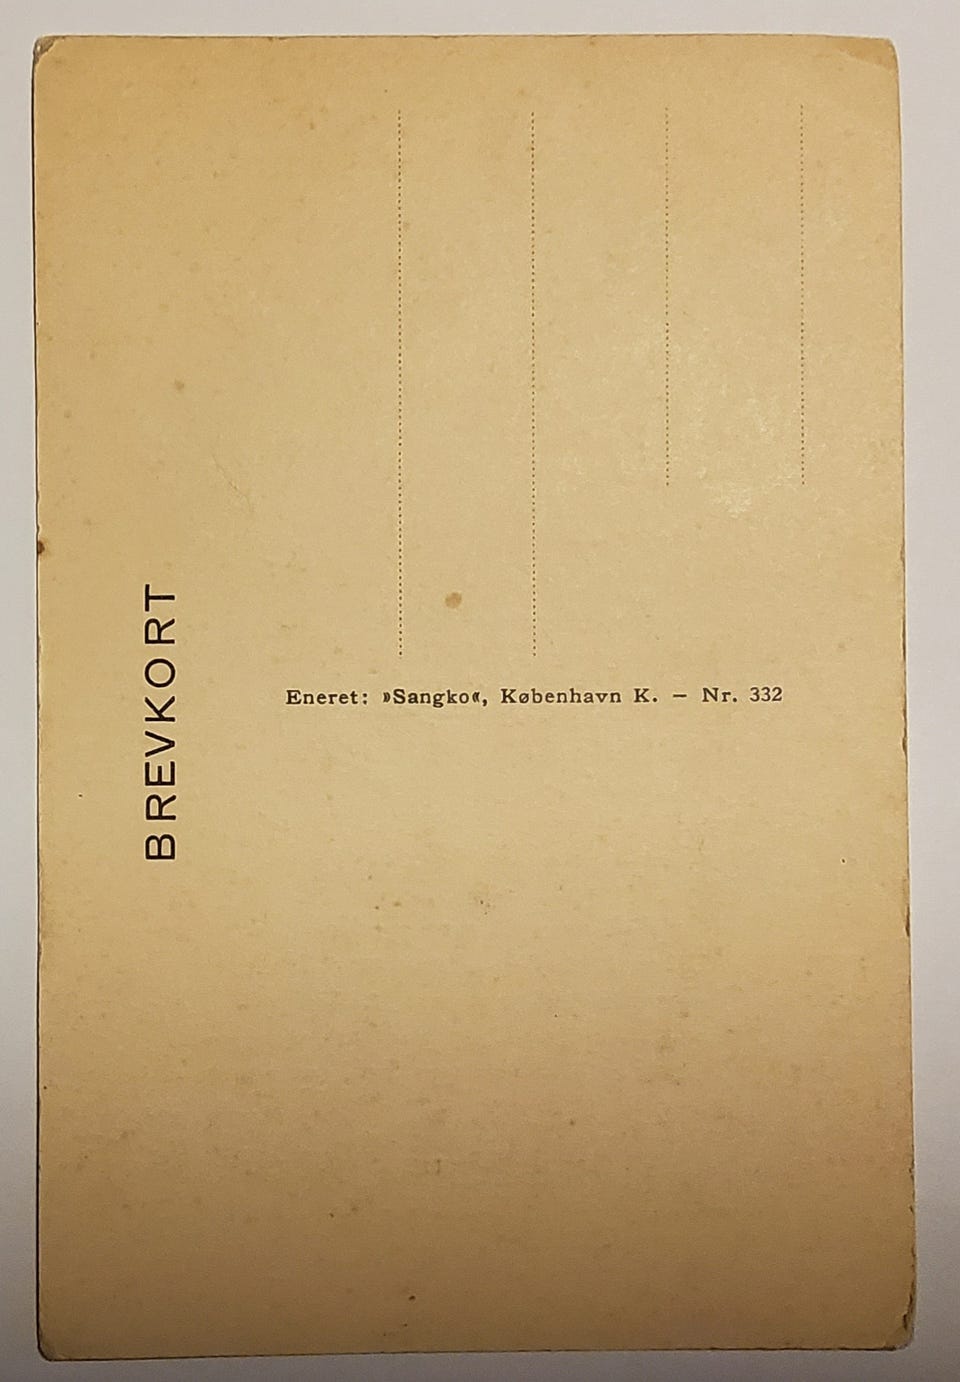 BREVKORT
Eneret: »Sangko«, København K. — Nr. 332